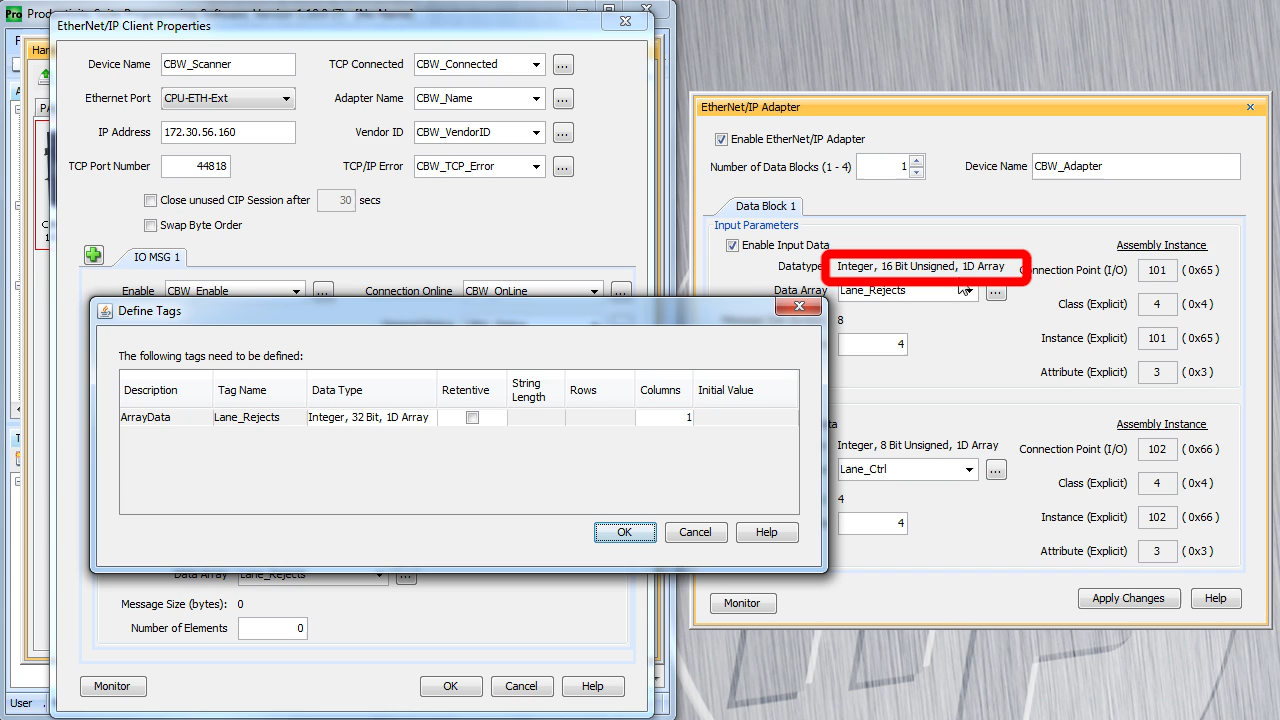 Pro
EtherNet/IP Client Properties
Device Name CBW_Scanner TCP Connected CBW_Connected ...
Ethernet Port CPU-ETH-Ext Adapter Name CBW_Name ...
IP Address 172.30.56.160 Vendor ID CBW_VendorID ...
TCP Port Number 44818 TCP/IP Error CBW_TCP_Error ...
Close unused CIP Session after 30 secs
Swap Byte Order
IO MSG 1
Enable CBW_Enable ... Connection Online CBW_OnLine ...
Define Tags
The following tags need to be defined:
Description Tag Name Data Type Retentive String Length Rows Columns Initial Value
ArrayData Lane_Rejects Integer, 32 Bit, 1D Array 1
OK Cancel Help
Data Array Lane_Rejects ...
Message Size (bytes): 0
Number of Elements 0
Monitor OK Cancel Help
User
EtherNet/IP Adapter
Enable EtherNet/IP Adapter
Number of Data Blocks (1 - 4) 1 Device Name CBW_Adapter
Data Block 1
Input Parameters
Enable Input Data Assembly Instance
Datatype Integer, 16 Bit Unsigned, 1D Array Connection Point (I/O) 101 ( 0x65 )
Data Array Lane_Rejects ... Class (Explicit) 4 ( 0x4 )
8
4 Instance (Explicit) 101 ( 0x65 )
Attribute (Explicit) 3 ( 0x3 )
Assembly Instance
Integer, 8 Bit Unsigned, 1D Array Connection Point (I/O) 102 ( 0x66 )
Lane_Ctrl ... Class (Explicit) 4 ( 0x4 )
4
4 Instance (Explicit) 102 ( 0x66 )
Attribute (Explicit) 3 ( 0x3 )
Monitor Apply Changes Help